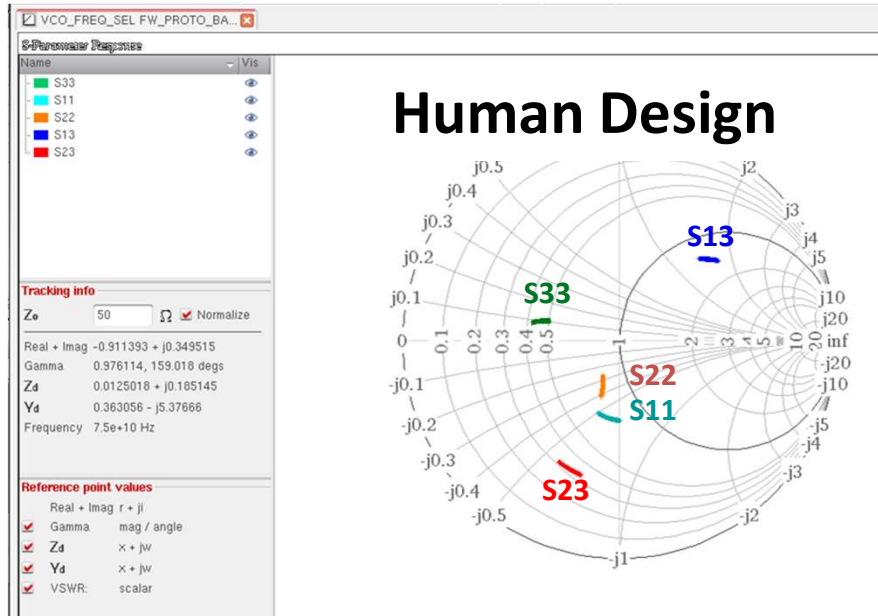 VCO_FREQ_SEL FW_PROTO_BA...
S-Parameter Response
Name Vis
S33
S11
S22
S13
S23
Tracking info
Zo 50 Ω Normalize
Real + Imag -0.911393 + j0.349515
Gamma 0.976114, 159.018 degs
Zd 0.0125018 + j0.185145
Yd 0.363056 - j5.37666
Frequency 7.5e+10 Hz
Reference point values
Real + Imag r + ji
Gamma mag / angle
Zd x + jw
Yd x + jw
VSWR: scalar
Human Design
j0.5 j2
j0.4
j0.3 j3
S13
j0.2 j4
j5
S33
j0.1 j10
j20
0 0.1 0.2 0.3 0.4 0.5 1 2 3 4 5 10 20 inf
-j20
-j0.1 -j10
S22
S11
-j0.2 -j5
-j4
-j0.3 -j3
S23
-j0.4
-j0.5 -j2
-j1